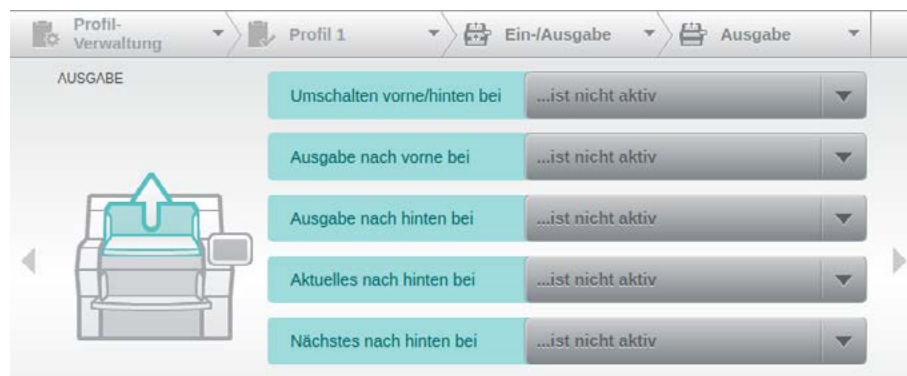 Profil-
Verwaltung
Profil 1
Ein-/Ausgabe
Ausgabe
AUSGABE
Umschalten vorne/hinten bei
...ist nicht aktiv
Ausgabe nach vorne bei
...ist nicht aktiv
Ausgabe nach hinten bei
...ist nicht aktiv
Aktuelles nach hinten bei
...ist nicht aktiv
Nächstes nach hinten bei
...ist nicht aktiv